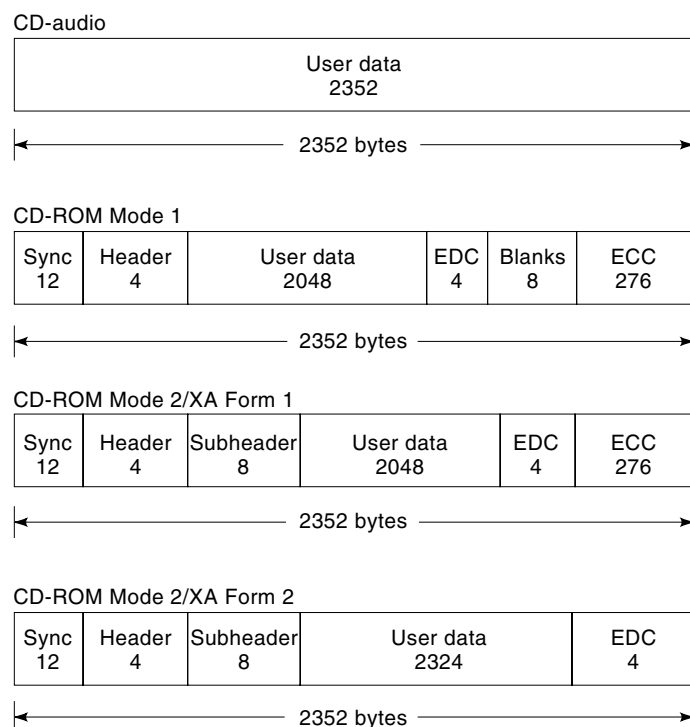 CD-audio
User data
2352
2352 bytes
CD-ROM Mode 1
Sync Header User data EDC Blanks ECC
12 4 2048 4 8 276
2352 bytes
CD-ROM Mode 2/XA Form 1
Sync Header Subheader User data EDC ECC
12 4 8 2048 4 276
2352 bytes
CD-ROM Mode 2/XA Form 2
Sync Header Subheader User data EDC
12 4 8 2324 4
2352 bytes